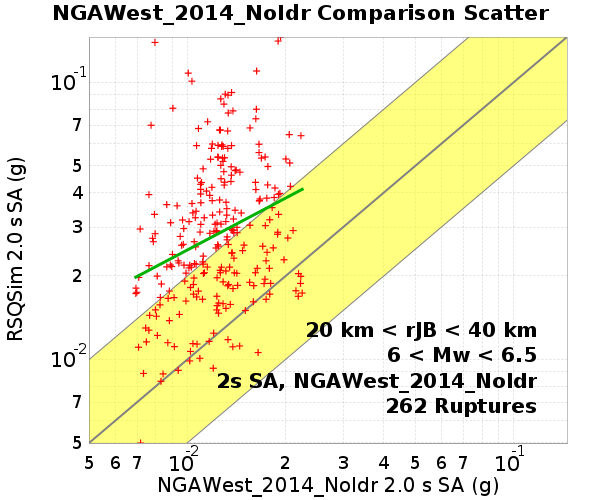 NGAWest_2014_NoIdr Comparison Scatter
RSQSim 2.0 s SA (g)
10^-1
7
5
4
3
2
10^-2
7
5
20 km < rJB < 40 km
6 < Mw < 6.5
2s SA, NGAWest_2014_NoIdr
262 Ruptures
5 6 7 10^-2 2 3 4 5 6 7 10^-1
NGAWest_2014_NoIdr 2.0 s SA (g)